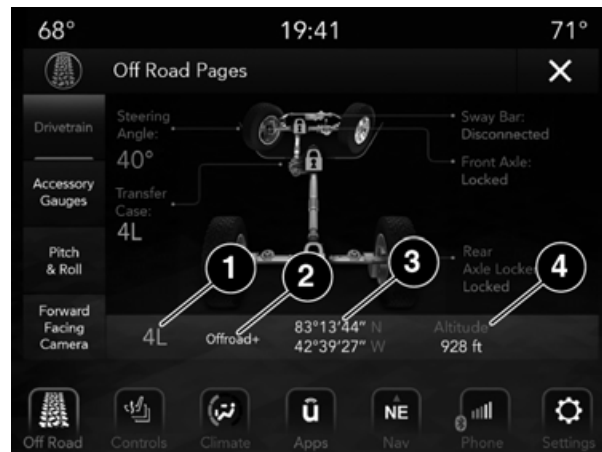 68°
19:41
71°
Off Road Pages
Drivetrain
Steering
Angle:
40°
Transfer
Case:
4L
Sway Bar:
Disconnected
Front Axle:
Locked
Rear
Axle Locker
Locked
Accessory
Gauges
Pitch
& Roll
Forward
Facing
Camera
1
2
3
4
4L
Offroad+
83°13'44" N
42°39'27" W
Altitude
928 ft
Off Road
Controls
Climate
ū
Apps
NE
Nav
Phone
Settings